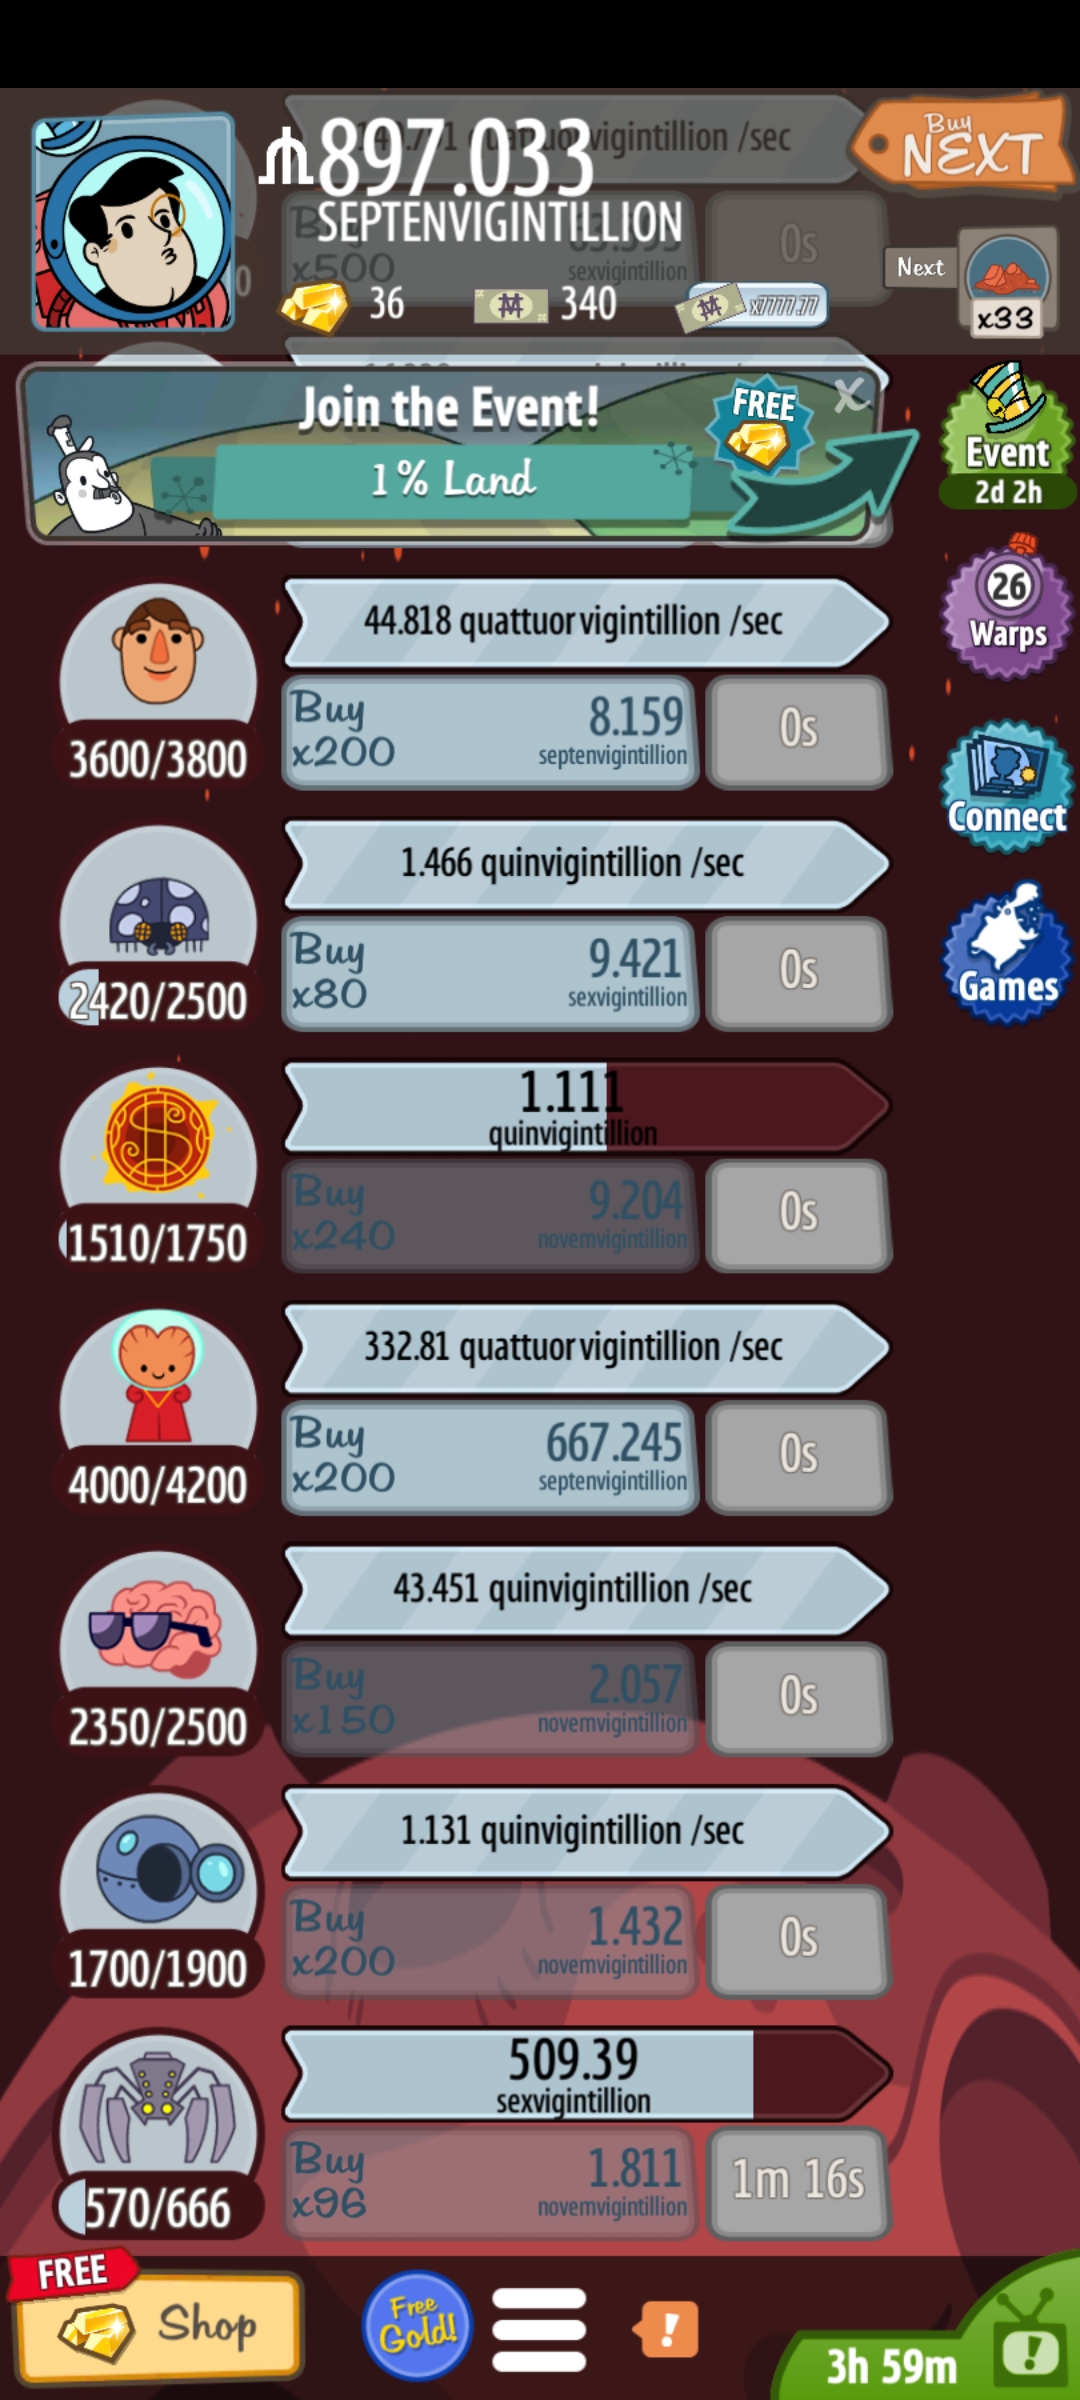 ₥897.033
SEPTENVIGINTILLION
Buy
NEXT
x500
sexvigintillion
0s
36
340
x7777.77
Next
x33
Join the Event!
1% Land
FREE
X
Event
2d 2h
26
Warps
Connect
Games
44.818 quattuorvigintillion /sec
Buy
x200
8.159
septenvigintillion
0s
3600/3800
1.466 quinvigintillion /sec
Buy
x80
9.421
sexvigintillion
0s
2420/2500
1.111
quinvigintillion
Buy
x240
9.204
novemvigintillion
0s
1510/1750
332.81 quattuorvigintillion /sec
Buy
x200
667.245
septenvigintillion
0s
4000/4200
43.451 quinvigintillion /sec
Buy
x150
2.057
novemvigintillion
0s
2350/2500
1.131 quinvigintillion /sec
Buy
x200
1.432
novemvigintillion
0s
1700/1900
509.39
sexvigintillion
Buy
x96
1.811
novemvigintillion
1m 16s
570/666
FREE
Shop
Free
Gold!
!
3h 59m
!